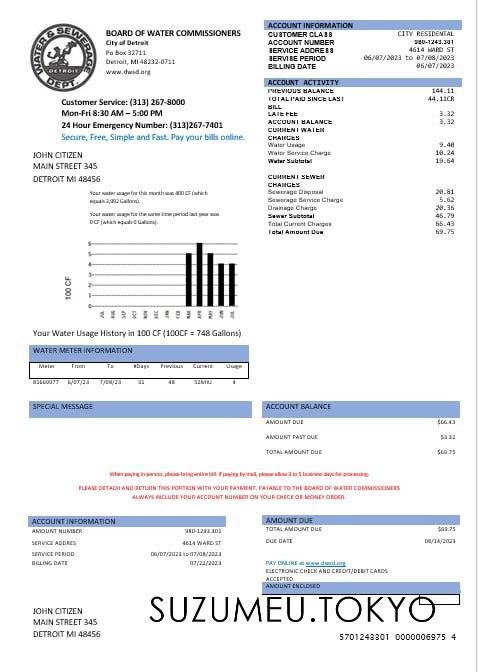 WATER & SEWERAGE
DETROIT
DEPT.
BOARD OF WATER COMMISSIONERS
City of Detroit
Po Box 32711
Detroit, MI 48232-0711
www.dwsd.org
Customer Service: (313) 267-8000
Mon-Fri 8:30 AM – 5:00 PM
24 Hour Emergency Number: (313)267-7401
Secure, Free, Simple and Fast. Pay your bills online.
JOHN CITIZEN
MAIN STREET 345
DETROIT MI 48456
ACCOUNT INFORMATION
CUSTOMER CLASS CITY RESIDENTAL
ACCOUNT NUMBER 980-1243.301
SERVICE ADDRESS 4614 WARD ST
SERVISE PERIOD 06/07/2023 to 07/08/2023
BILLING DATE 06/07/2023
ACCOUNT ACTIVITY
PREVIOUS BALANCE 144.11
TOTAL PAID SINCE LAST BILL 44.11CR
LATE FEE 3.32
ACCOUNT BALANCE 3.32
CURRENT WATER
CHARGES
Water Usage 9.40
Water Service Charge 10.24
Water Subtotal 19.64
CURRENT SEWER
CHARGES
Sewerage Disposal 20.81
Sewerage Service Charge 5.62
Drainage Charge 20.36
Sewer Subtotal 46.79
Total Current Charges 66.43
Total Amount Due 69.75
Your water usage for this month was 400 CF (which
equels 2,992 Gallons).
Your water usage for the same time period last year was
0 CF (which equels 0 Gallons).
100 CF
6
5
4
3
2
1
0
JUL AUG SEP OCT NOV DEC JAN FEB MAR APR MAY JUN JUL
Your Water Usage History in 100 CF (100CF = 748 Gallons)
WATER METER INFORMATION
Meter From To #Days Previous Current Usage
81669977 6/07/23 7/08/23 31 48 52MIU 4
SPECIAL MESSAGE
ACCOUNT BALANCE
AMOUNT DUE $66.43
AMOUNT PAST DUE $3.32
TOTAL AMOUNT DUE $69.75
When paying in person, please bring entire bill. If paying by mail, please allow 3 to 5 business days for processing.
PLEASE DETACH AND RETURN THIS PORTION WITH YOUR PAYMENT, PAYABLE TO THE BOARD OF WATER COMMISSIONERS
ALWAYS INCLUDE YOUR ACCOUNT NUMBER ON YOUR CHECK OR MONEY ORDER.
ACCOUNT INFORMATION
AMOUNT NUMBER 980-1243.301
SERVICE ADDRES 4614 WARD ST
SERVICE PERIOD 06/07/2023 to 07/08/2023
BILLING DATE 07/22/2023
AMOUNT DUE
TOTAL AMOUNT DUE $69.75
DUE DATE 08/14/2023
PAY ONLINE at www.dwsd.org
ELECTRONIC CHECK AND CREDIT/DEBIT CARDS
ACCEPTED
AMOUNT ENCLOSED
JOHN CITIZEN
MAIN STREET 345
DETROIT MI 48456
SUZUMEU.TOKYO
5701243301 0000006975 4